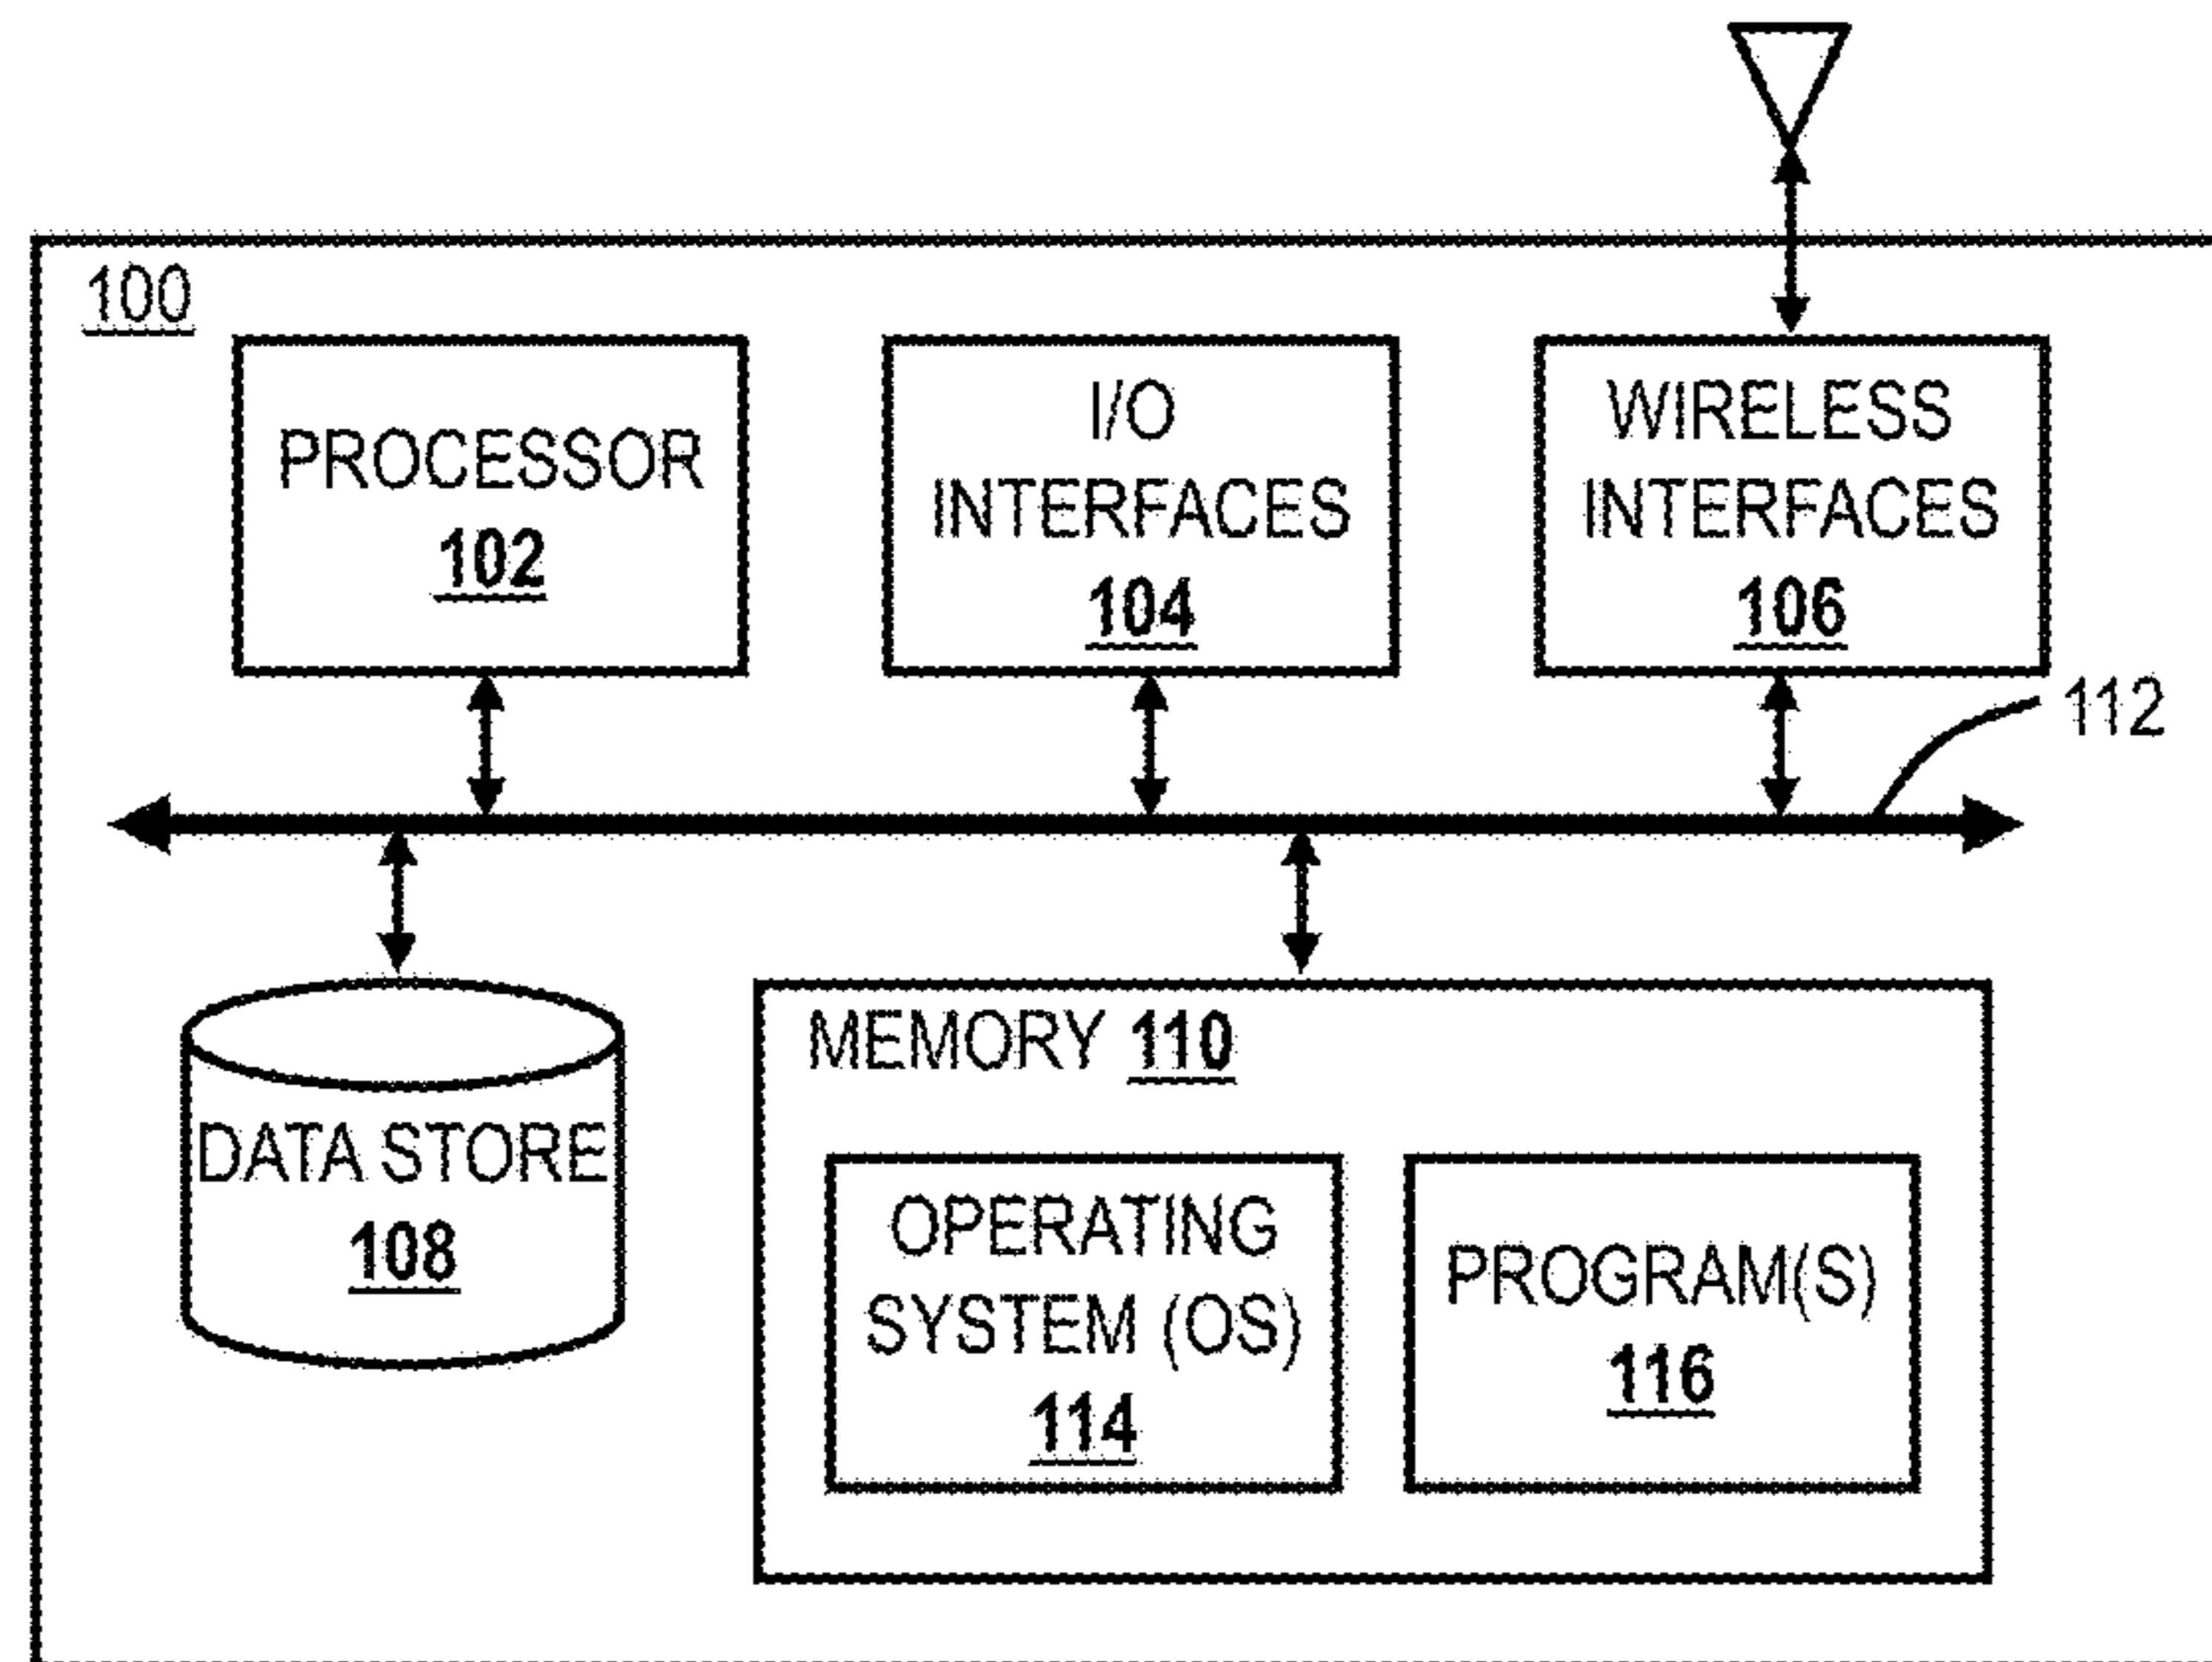 100
PROCESSOR
102
I/O
INTERFACES
104
WIRELESS
INTERFACES
106
112
DATA STORE
108
MEMORY 110
OPERATING
SYSTEM (OS)
114
PROGRAM(S)
116